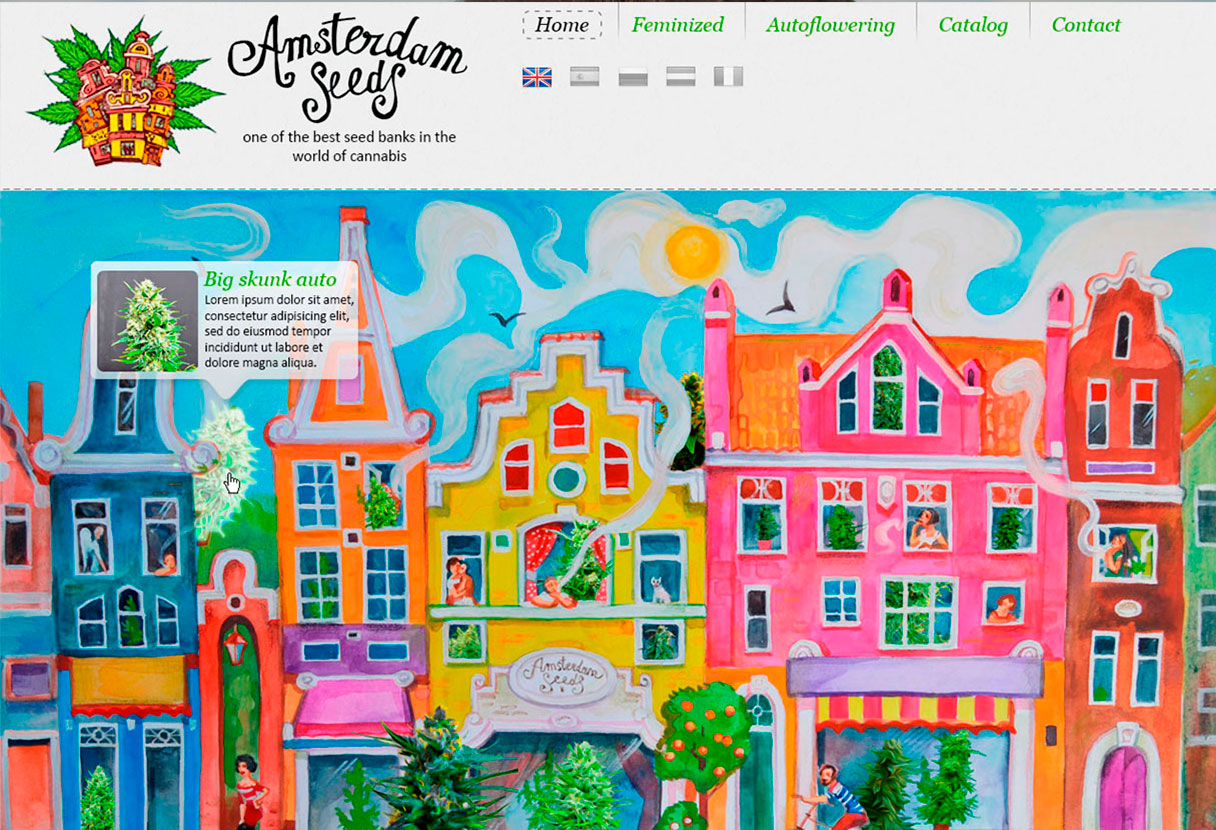 Amsterdam
Seeds
one of the best seed banks in the
world of cannabis
Home
Feminized
Autoflowering
Catalog
Contact
Big skunk auto
Lorem ipsum dolor sit amet,
consectetur adipisicing elit,
sed do eiusmod tempor
incididunt ut labore et
dolore magna aliqua.
Amsterdam
Seeds